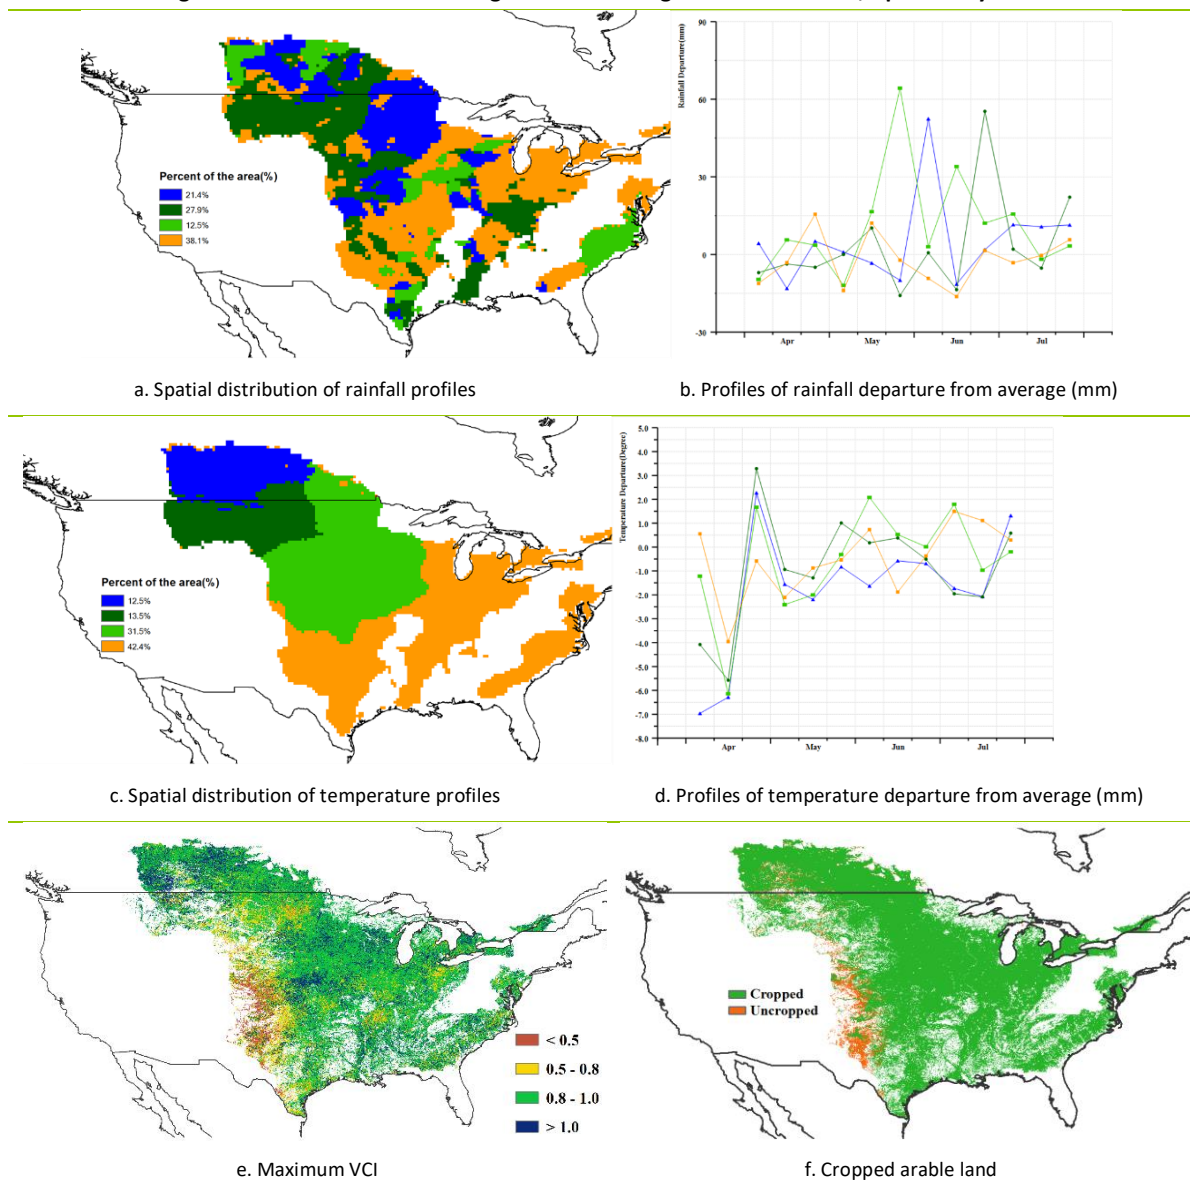 Percent of the area(%)
21.4%
27.9%
12.5%
38.1%
Rainfall Departure(mm)
90
60
30
0
-30
Apr
May
Jun
Jul
a. Spatial distribution of rainfall profiles
b. Profiles of rainfall departure from average (mm)
Percent of the area(%)
12.5%
13.5%
31.5%
42.4%
Temperature Departure(Degree)
5.0
4.0
3.0
2.0
1.0
0.0
-1.0
-2.0
-3.0
-4.0
-5.0
-6.0
-7.0
-8.0
Apr
May
Jun
Jul
c. Spatial distribution of temperature profiles
d. Profiles of temperature departure from average (mm)
< 0.5
0.5 - 0.8
0.8 - 1.0
> 1.0
Cropped
Uncropped
e. Maximum VCI
f. Cropped arable land